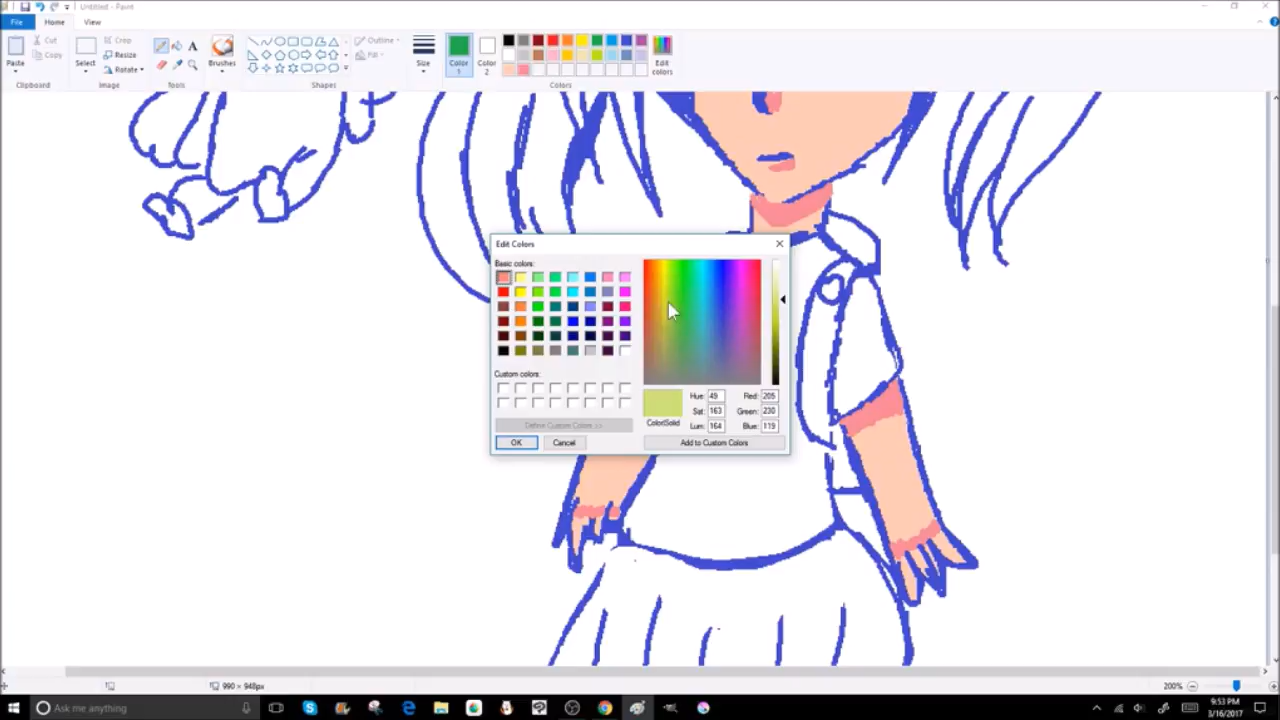 Untitled - Paint
File Home View
Paste
Cut
Copy
Clipboard
Select
Crop
Resize
Rotate
Image
A
Tools
Brushes
Outline
Fill
Shapes
Size
Color
1
Color
2
Edit
colors
Colors
Edit Colors
Basic colors:
Custom colors:
Define Custom Colors >>
OK Cancel
Color|Solid
Hue: 49 Red: 205
Sat: 163 Green: 230
Lum: 164 Blue: 119
Add to Custom Colors
990 × 948px
200%
Ask me anything
9:53 PM
3/16/2017